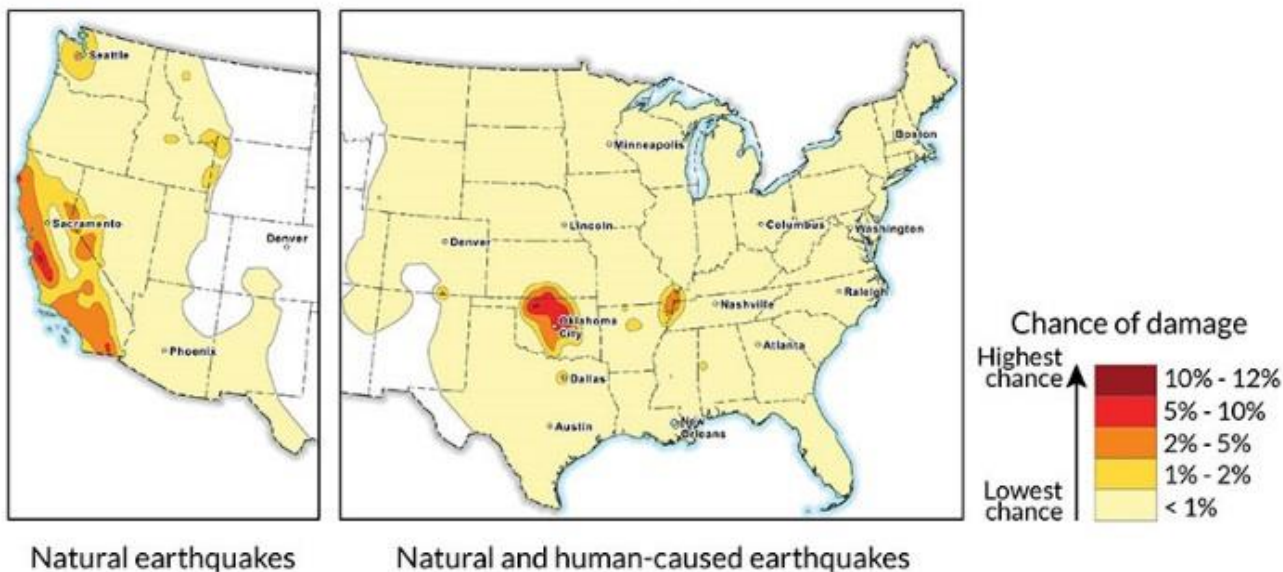 Seattle
Sacramento
Denver
Phoenix
Minneapolis
Boston
Lincoln
Columbus
Washington
Denver
Nashville
Raleigh
Oklahoma
City
Atlanta
Dallas
Austin
New
Orleans
Chance of damage
Highest
chance
10% - 12%
5% - 10%
2% - 5%
1% - 2%
Lowest
chance
< 1%
Natural earthquakes
Natural and human-caused earthquakes